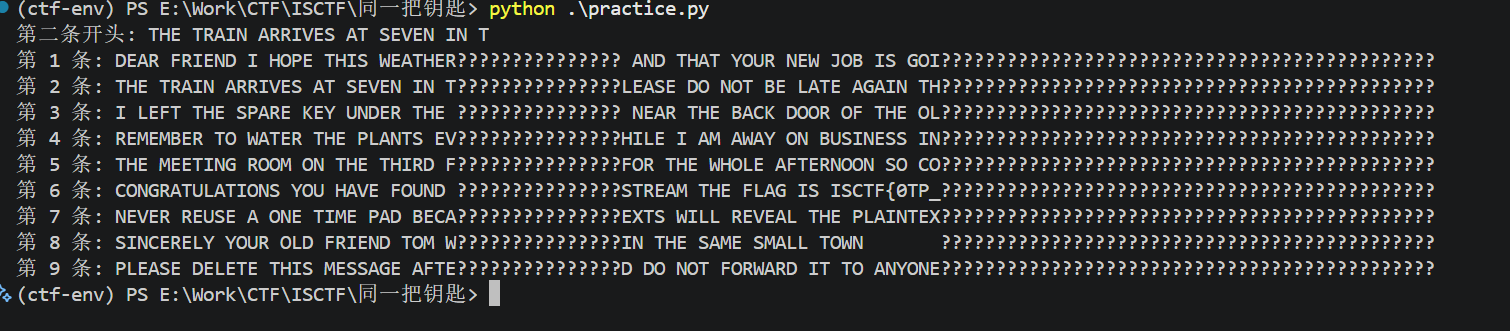 (ctf-env) PS E:\Work\CTF\ISCTF\同一把钥匙> python .\practice.py
第二条开头: THE TRAIN ARRIVES AT SEVEN IN T
第 1 条: DEAR FRIEND I HOPE THIS WEATHER??????????????? AND THAT YOUR NEW JOB IS GOI?????????????????????????????????????????????
第 2 条: THE TRAIN ARRIVES AT SEVEN IN T???????????????LEASE DO NOT BE LATE AGAIN TH?????????????????????????????????????????????
第 3 条: I LEFT THE SPARE KEY UNDER THE ??????????????? NEAR THE BACK DOOR OF THE OL?????????????????????????????????????????????
第 4 条: REMEMBER TO WATER THE PLANTS EV???????????????HILE I AM AWAY ON BUSINESS IN?????????????????????????????????????????????
第 5 条: THE MEETING ROOM ON THE THIRD F???????????????FOR THE WHOLE AFTERNOON SO CO?????????????????????????????????????????????
第 6 条: CONGRATULATIONS YOU HAVE FOUND ???????????????STREAM THE FLAG IS ISCTF{0TP_?????????????????????????????????????????????
第 7 条: NEVER REUSE A ONE TIME PAD BECA???????????????EXTS WILL REVEAL THE PLAINTEX?????????????????????????????????????????????
第 8 条: SINCERELY YOUR OLD FRIEND TOM W???????????????IN THE SAME SMALL TOWN       ?????????????????????????????????????????????
第 9 条: PLEASE DELETE THIS MESSAGE AFTE???????????????D DO NOT FORWARD IT TO ANYONE?????????????????????????????????????????????
(ctf-env) PS E:\Work\CTF\ISCTF\同一把钥匙>